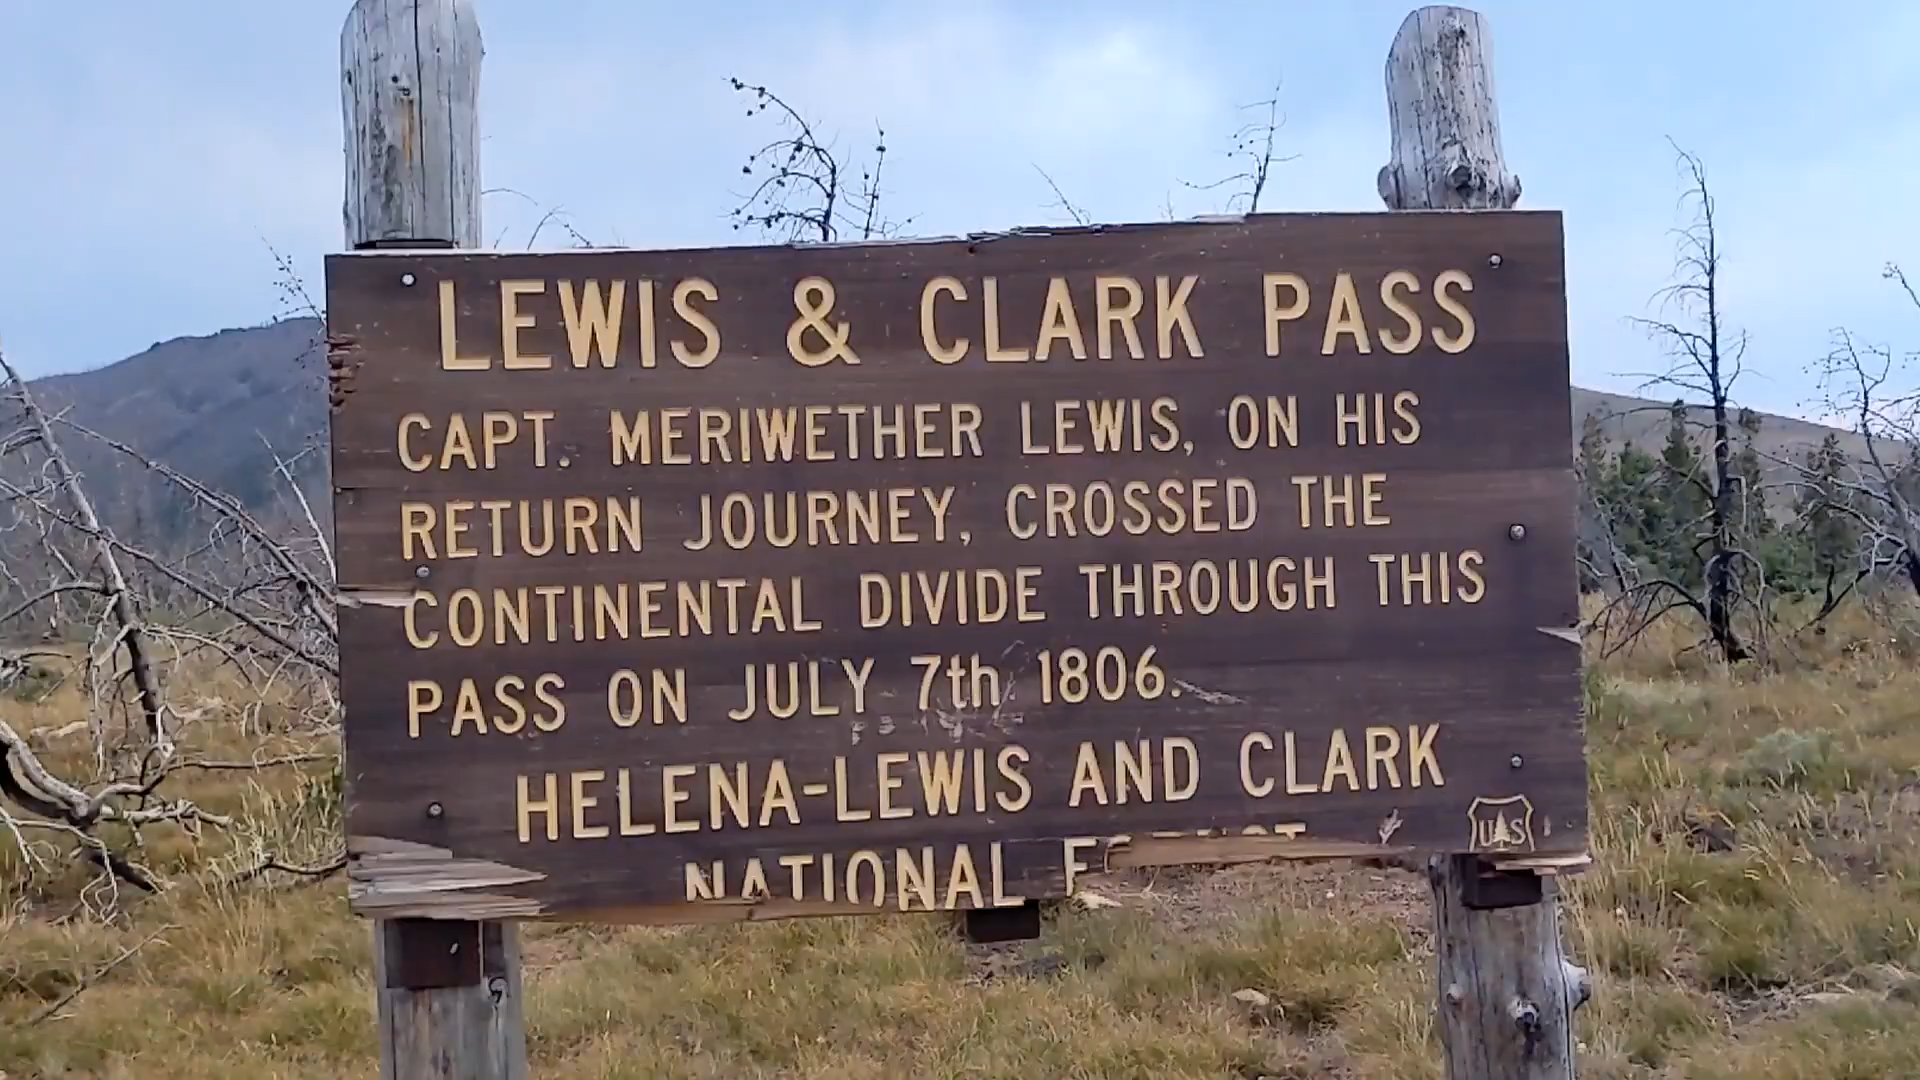 LEWIS & CLARK PASS
CAPT. MERIWETHER LEWIS, ON HIS
RETURN JOURNEY, CROSSED THE
CONTINENTAL DIVIDE THROUGH THIS
PASS ON JULY 7th 1806.
HELENA-LEWIS AND CLARK
NATIONAL
U S